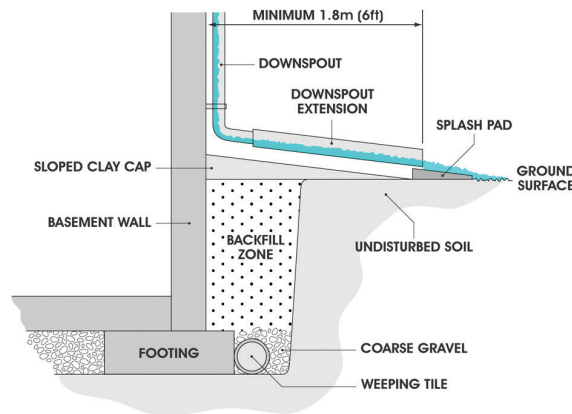 MINIMUM 1.8m (6ft)
DOWNSPOUT
DOWNSPOUT
EXTENSION
SPLASH PAD
SLOPED CLAY CAP
GROUND
SURFACE
BASEMENT WALL
BACKFILL
ZONE
UNDISTURBED SOIL
FOOTING
COARSE GRAVEL
WEEPING TILE